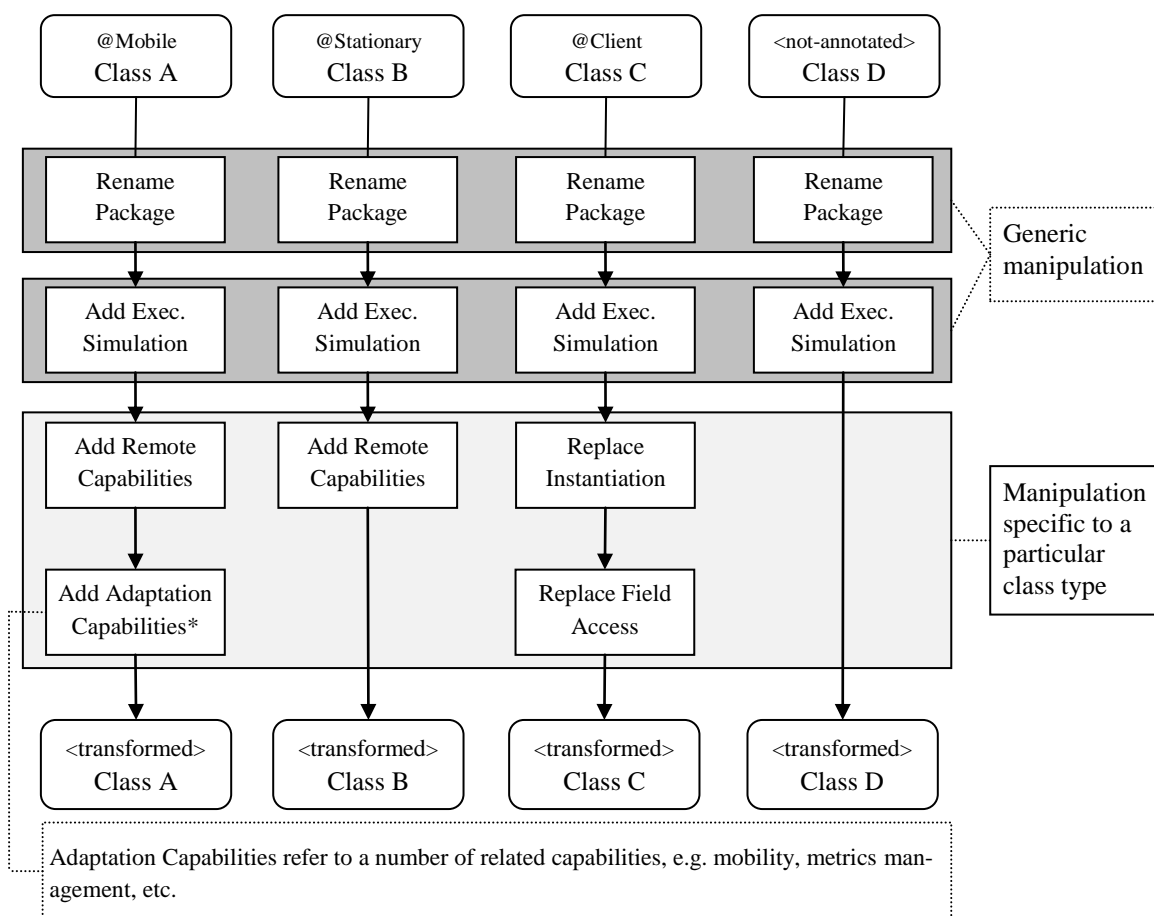 @Mobile
Class A
@Stationary
Class B
@Client
Class C
<not-annotated>
Class D
Rename
Package
Rename
Package
Rename
Package
Rename
Package
Generic
manipulation
Add Exec.
Simulation
Add Exec.
Simulation
Add Exec.
Simulation
Add Exec.
Simulation
Add Remote
Capabilities
Add Remote
Capabilities
Replace
Instantiation
Manipulation
specific to a
particular
class type
Add Adaptation
Capabilities*
Replace Field
Access
<transformed>
Class A
<transformed>
Class B
<transformed>
Class C
<transformed>
Class D
Adaptation Capabilities refer to a number of related capabilities, e.g. mobility, metrics man-
agement, etc.